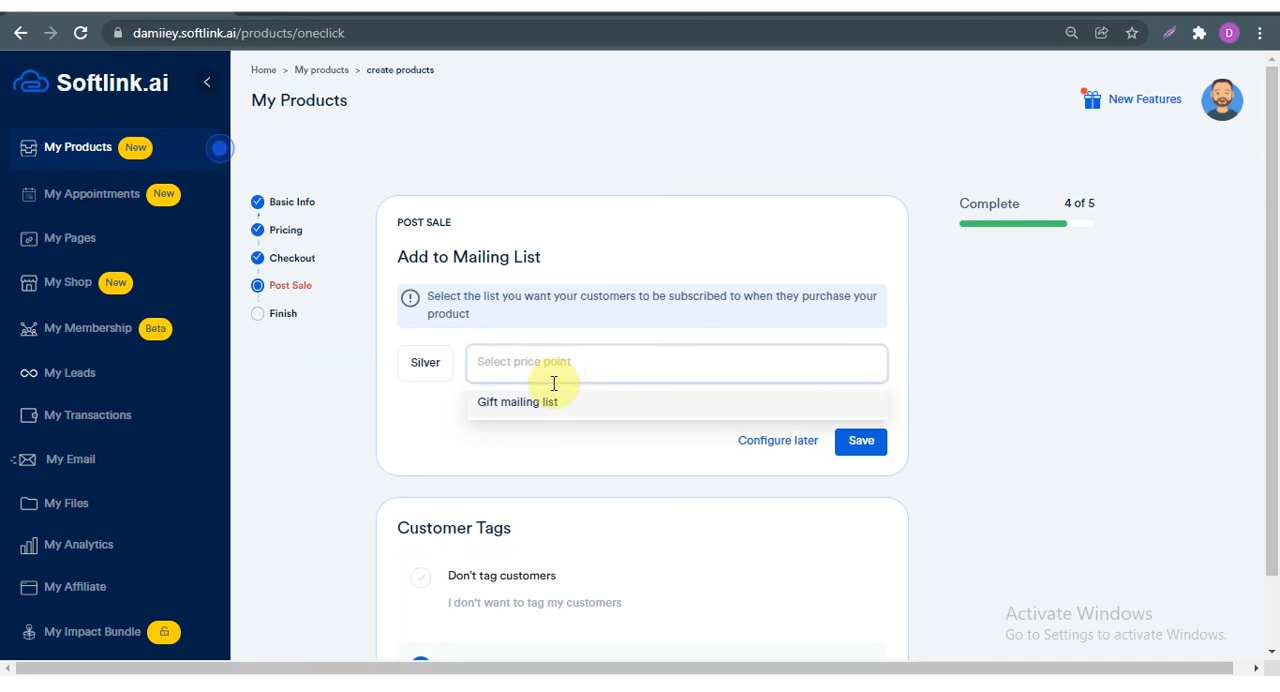 damiiey.softlink.ai/products/oneclick
D
Softlink.ai
Home > My products > create products
My Products
New Features
My Products New
My Appointments New
My Pages
My Shop New
My Membership Beta
My Leads
My Transactions
My Email
My Files
My Analytics
My Affiliate
My Impact Bundle
Basic Info
Pricing
Checkout
Post Sale
Finish
POST SALE
Add to Mailing List
Select the list you want your customers to be subscribed to when they purchase your
product
Silver
Select price point
Gift mailing list
Configure later
Save
Complete 4 of 5
Customer Tags
Don't tag customers
I don't want to tag my customers
Activate Windows
Go to Settings to activate Windows.